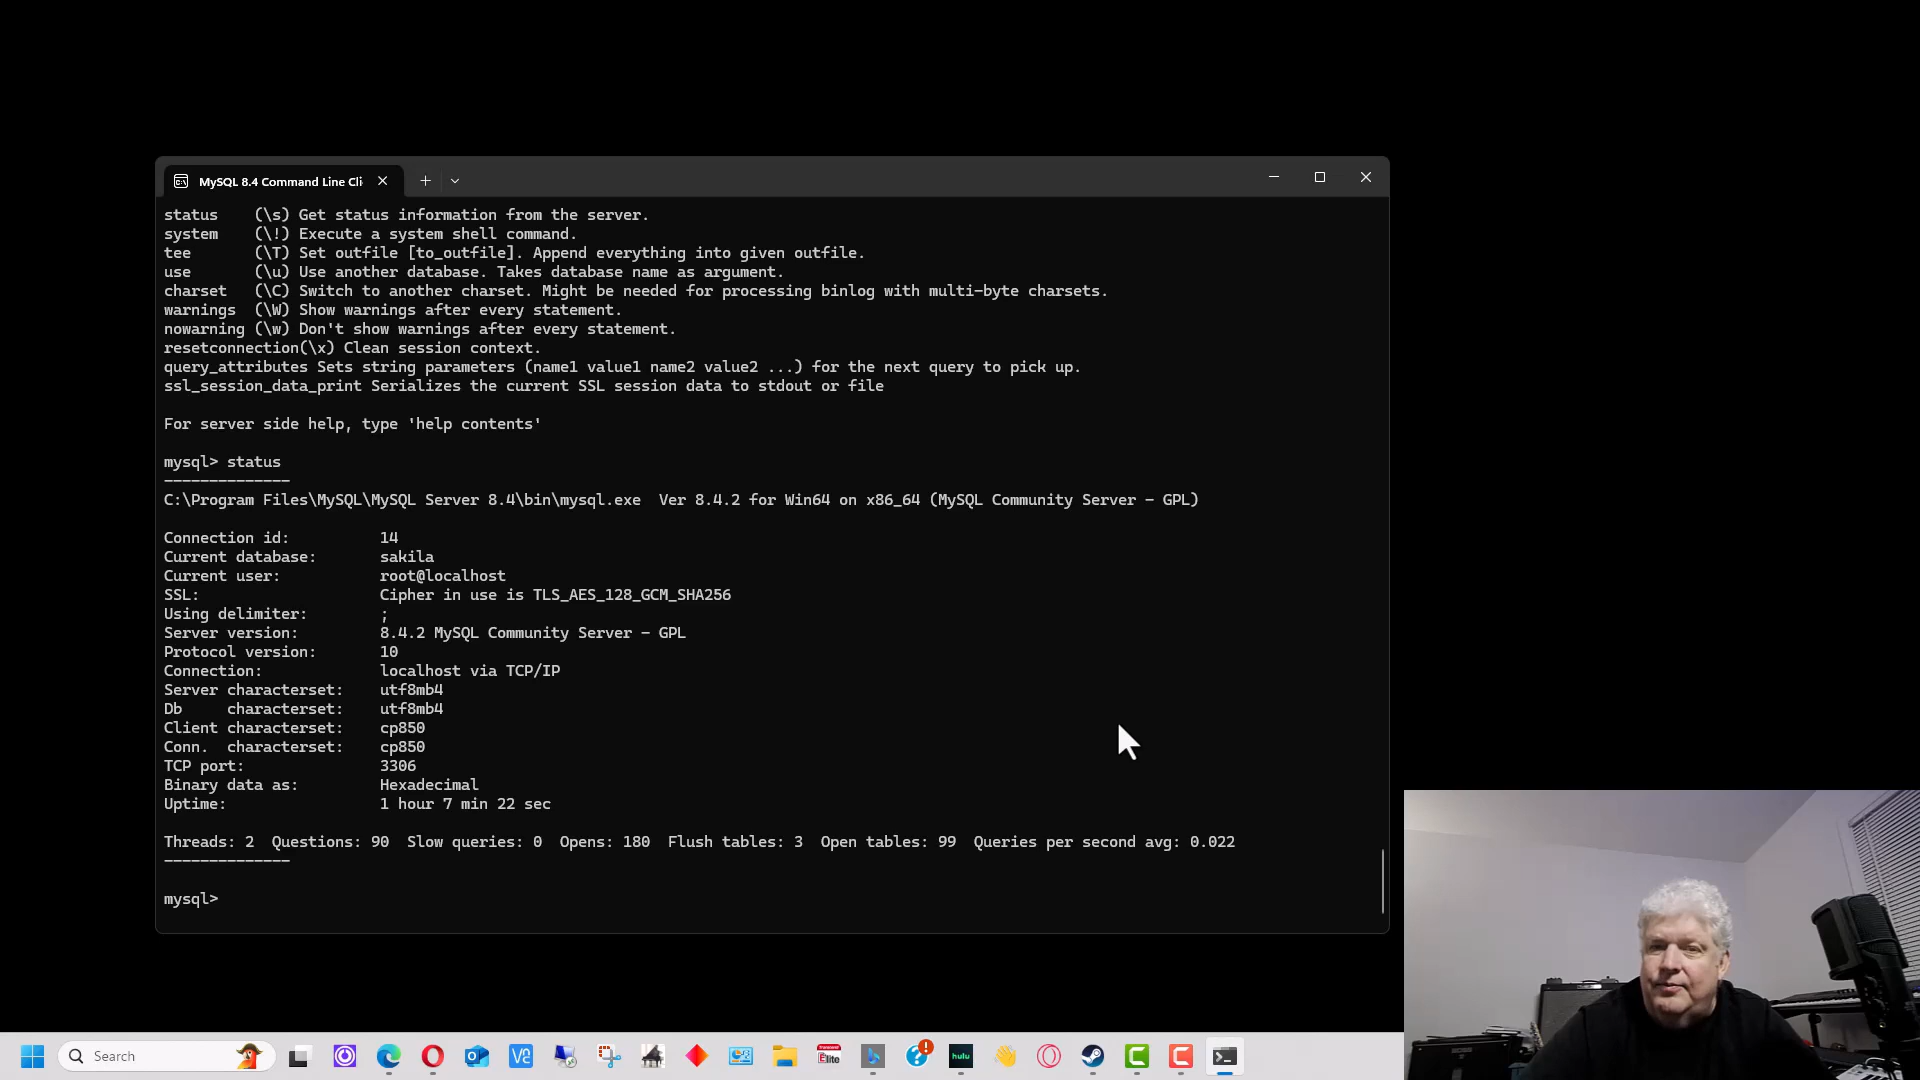 MySQL 8.4 Command Line Cli
status    (\s) Get status information from the server.
system    (\!) Execute a system shell command.
tee       (\T) Set outfile [to_outfile]. Append everything into given outfile.
use       (\u) Use another database. Takes database name as argument.
charset   (\C) Switch to another charset. Might be needed for processing binlog with multi-byte charsets.
warnings  (\W) Show warnings after every statement.
nowarning (\w) Don't show warnings after every statement.
resetconnection(\x) Clean session context.
query_attributes Sets string parameters (name1 value1 name2 value2 ...) for the next query to pick up.
ssl_session_data_print Serializes the current SSL session data to stdout or file
For server side help, type 'help contents'
mysql> status
--------------
C:\Program Files\MySQL\MySQL Server 8.4\bin\mysql.exe  Ver 8.4.2 for Win64 on x86_64 (MySQL Community Server - GPL)
Connection id:          14
Current database:       sakila
Current user:           root@localhost
SSL:                    Cipher in use is TLS_AES_128_GCM_SHA256
Using delimiter:        ;
Server version:         8.4.2 MySQL Community Server - GPL
Protocol version:       10
Connection:             localhost via TCP/IP
Server characterset:    utf8mb4
Db     characterset:    utf8mb4
Client characterset:    cp850
Conn.  characterset:    cp850
TCP port:               3306
Binary data as:         Hexadecimal
Uptime:                 1 hour 7 min 22 sec
Threads: 2  Questions: 90  Slow queries: 0  Opens: 180  Flush tables: 3  Open tables: 99  Queries per second avg: 0.022
--------------
mysql>
Search
hulu